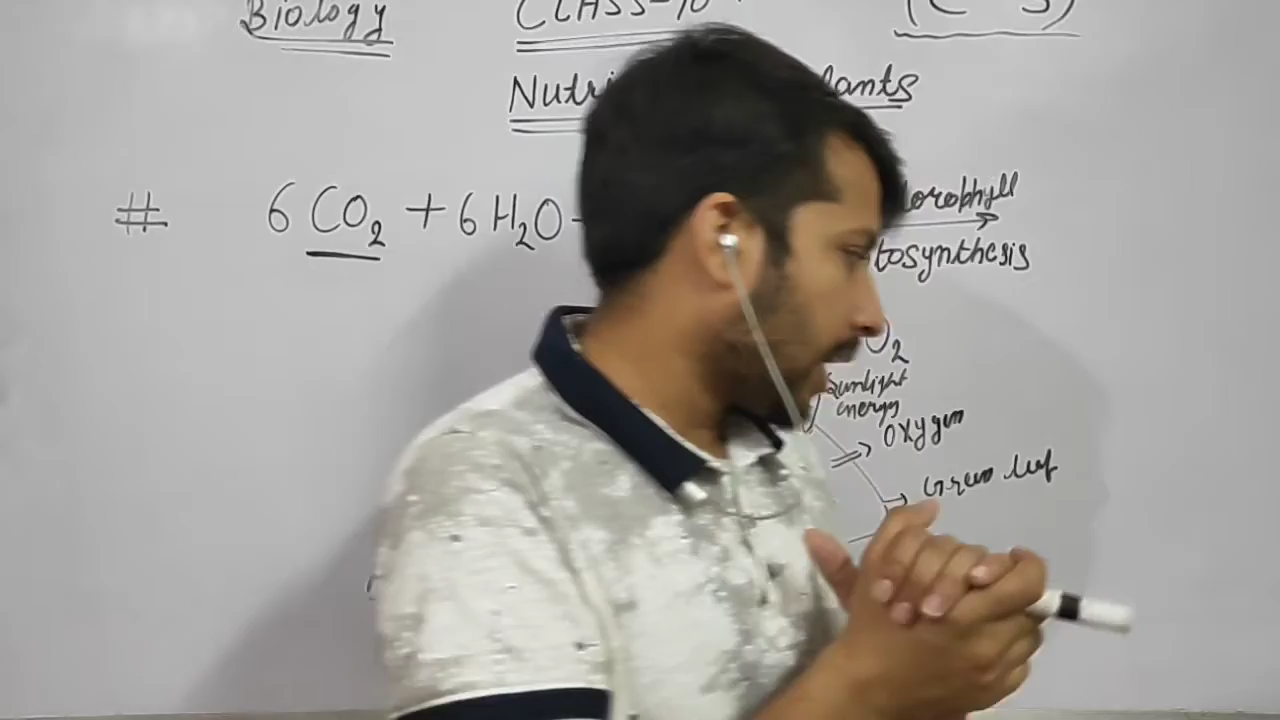 Biology CLASS-10
Nutri lants
# 6 CO2 + 6 H2O lorophyll
tosynthesis
O2
Sunlight
energy
Oxygen
Green leaf